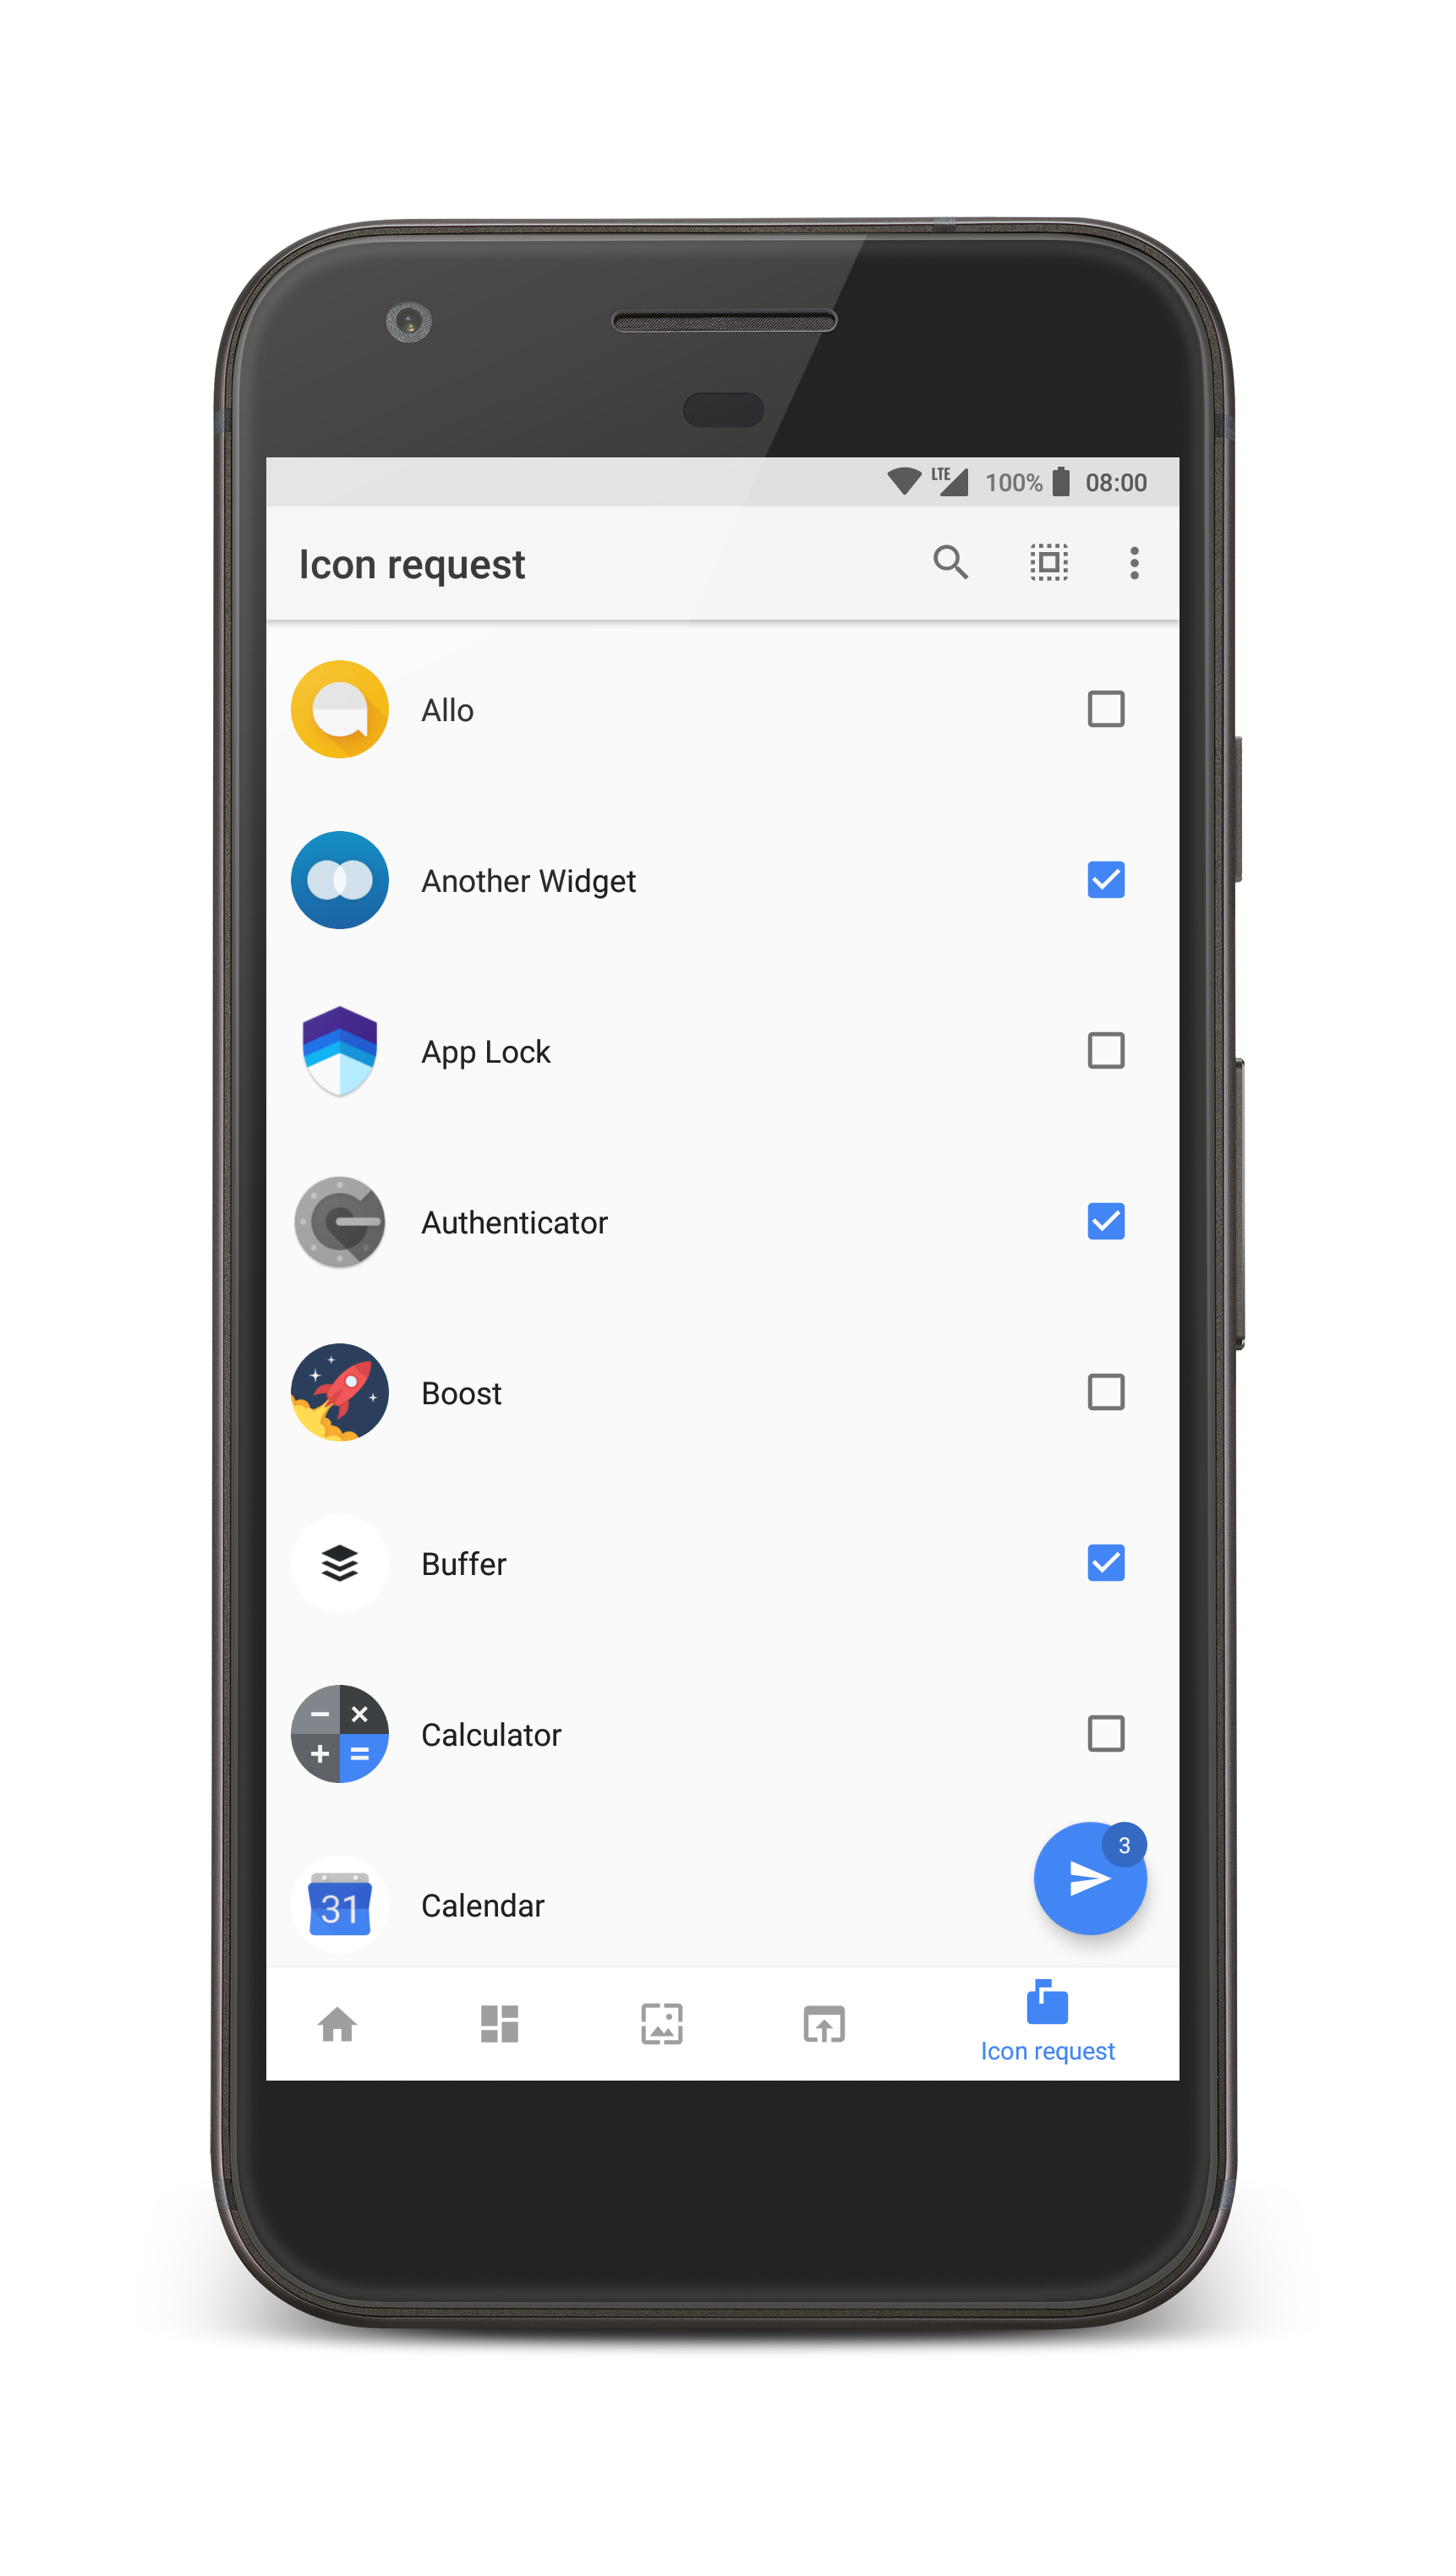 LTE 100% 08:00
Icon request
Allo
Another Widget
App Lock
Authenticator
Boost
Buffer
Calculator
3
31 Calendar
Icon request